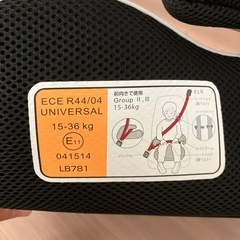 ECE R44/04
UNIVERSAL
15-36 kg
E11
041514
LB781
前向きで使用
Group II , III
15-36kg
ELR